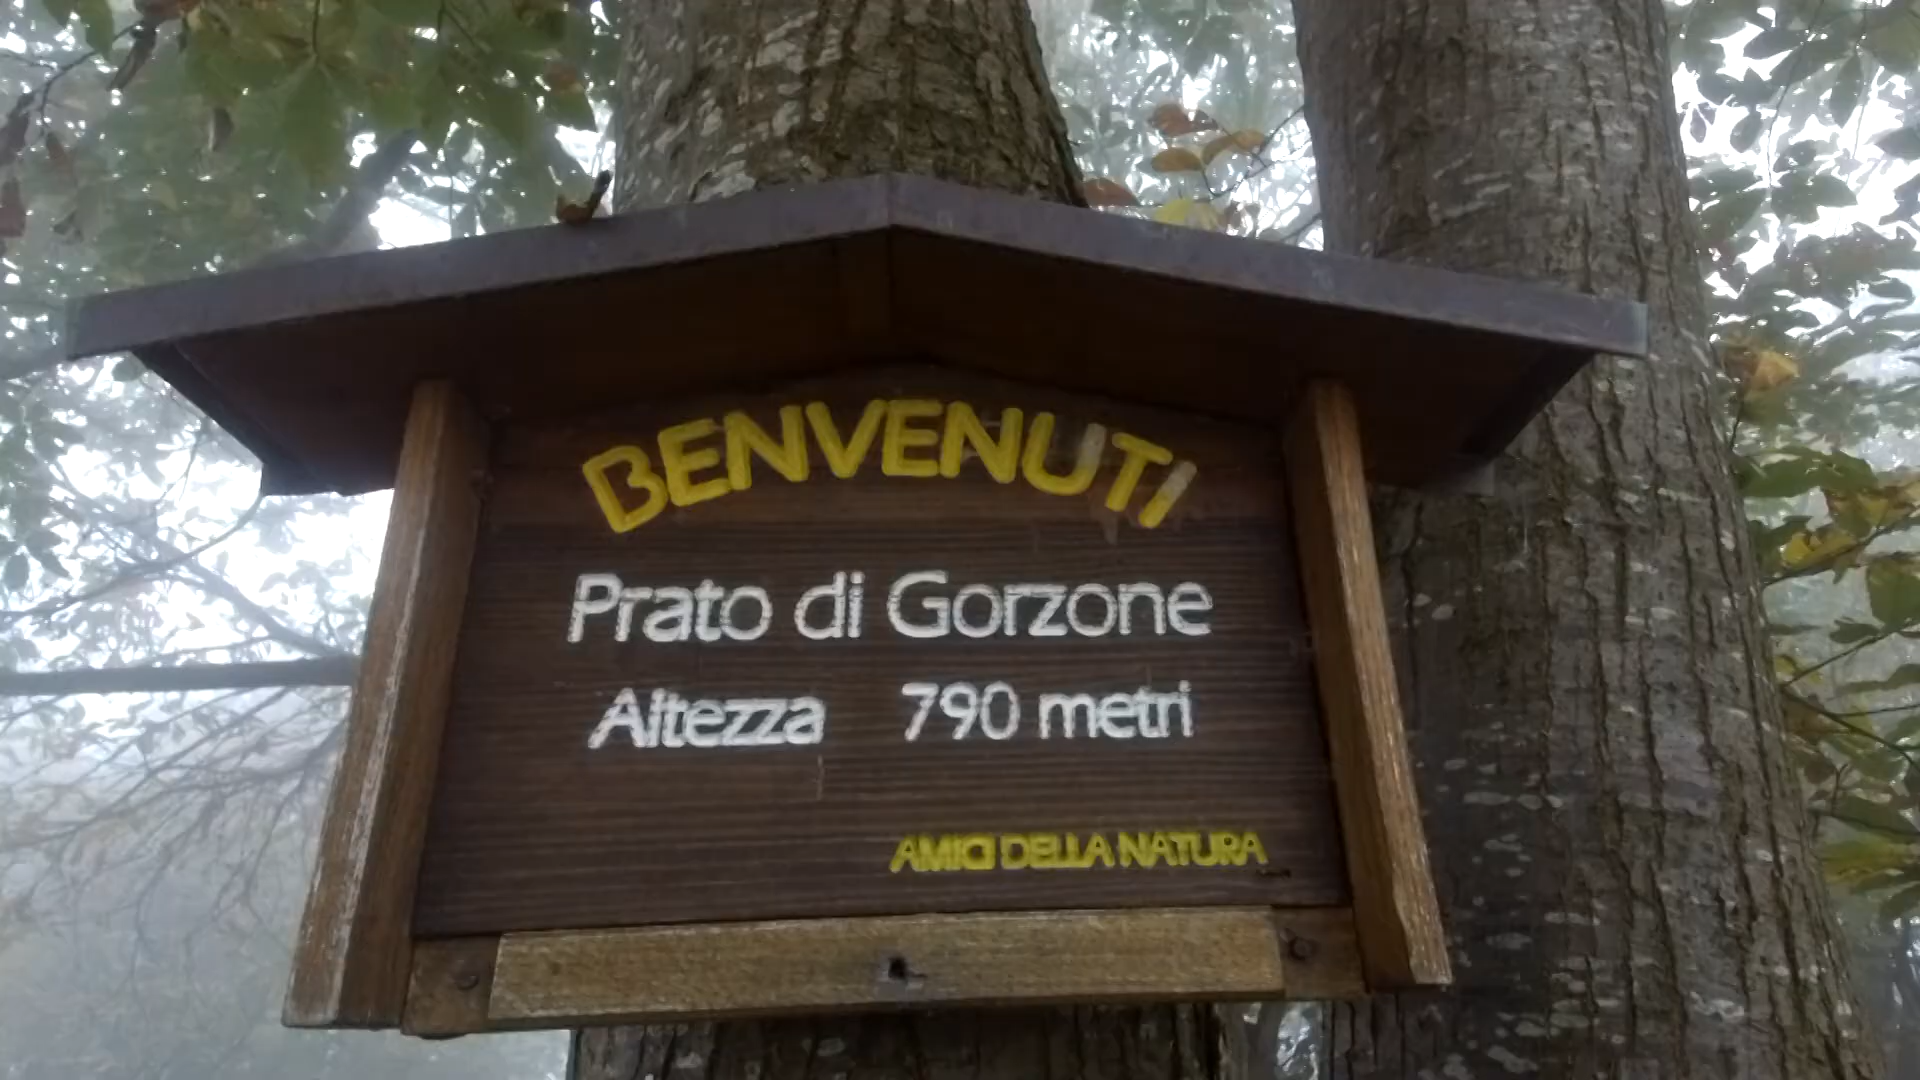 BENVENUTI
Prato di Gorzone
Altezza 790 metri
AMICI DELLA NATURA